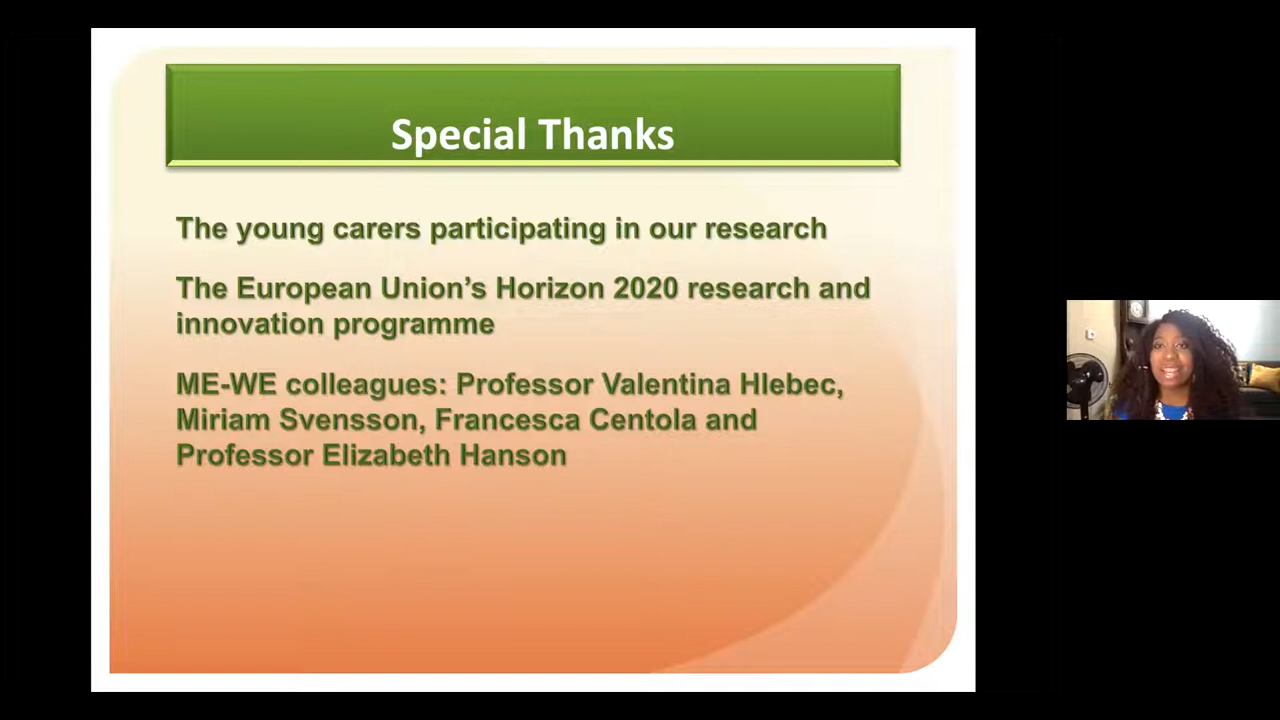 Special Thanks
The young carers participating in our research
The European Union’s Horizon 2020 research and
innovation programme
ME-WE colleagues: Professor Valentina Hlebec,
Miriam Svensson, Francesca Centola and
Professor Elizabeth Hanson